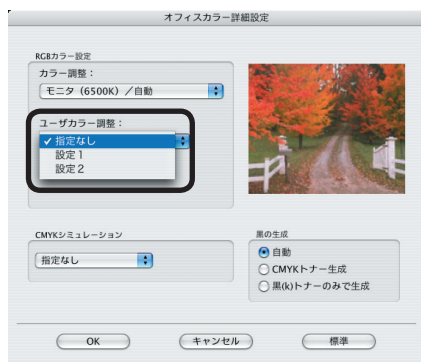 オフィスカラー詳細設定
RGBカラー設定
カラー調整：
モニタ（6500K）／自動
ユーザカラー調整：
✓ 指定なし
設定1
設定2
CMYKシミュレーション
指定なし
黒の生成
自動
CMYKトナー生成
黒(k)トナーのみで生成
OK
キャンセル
標準